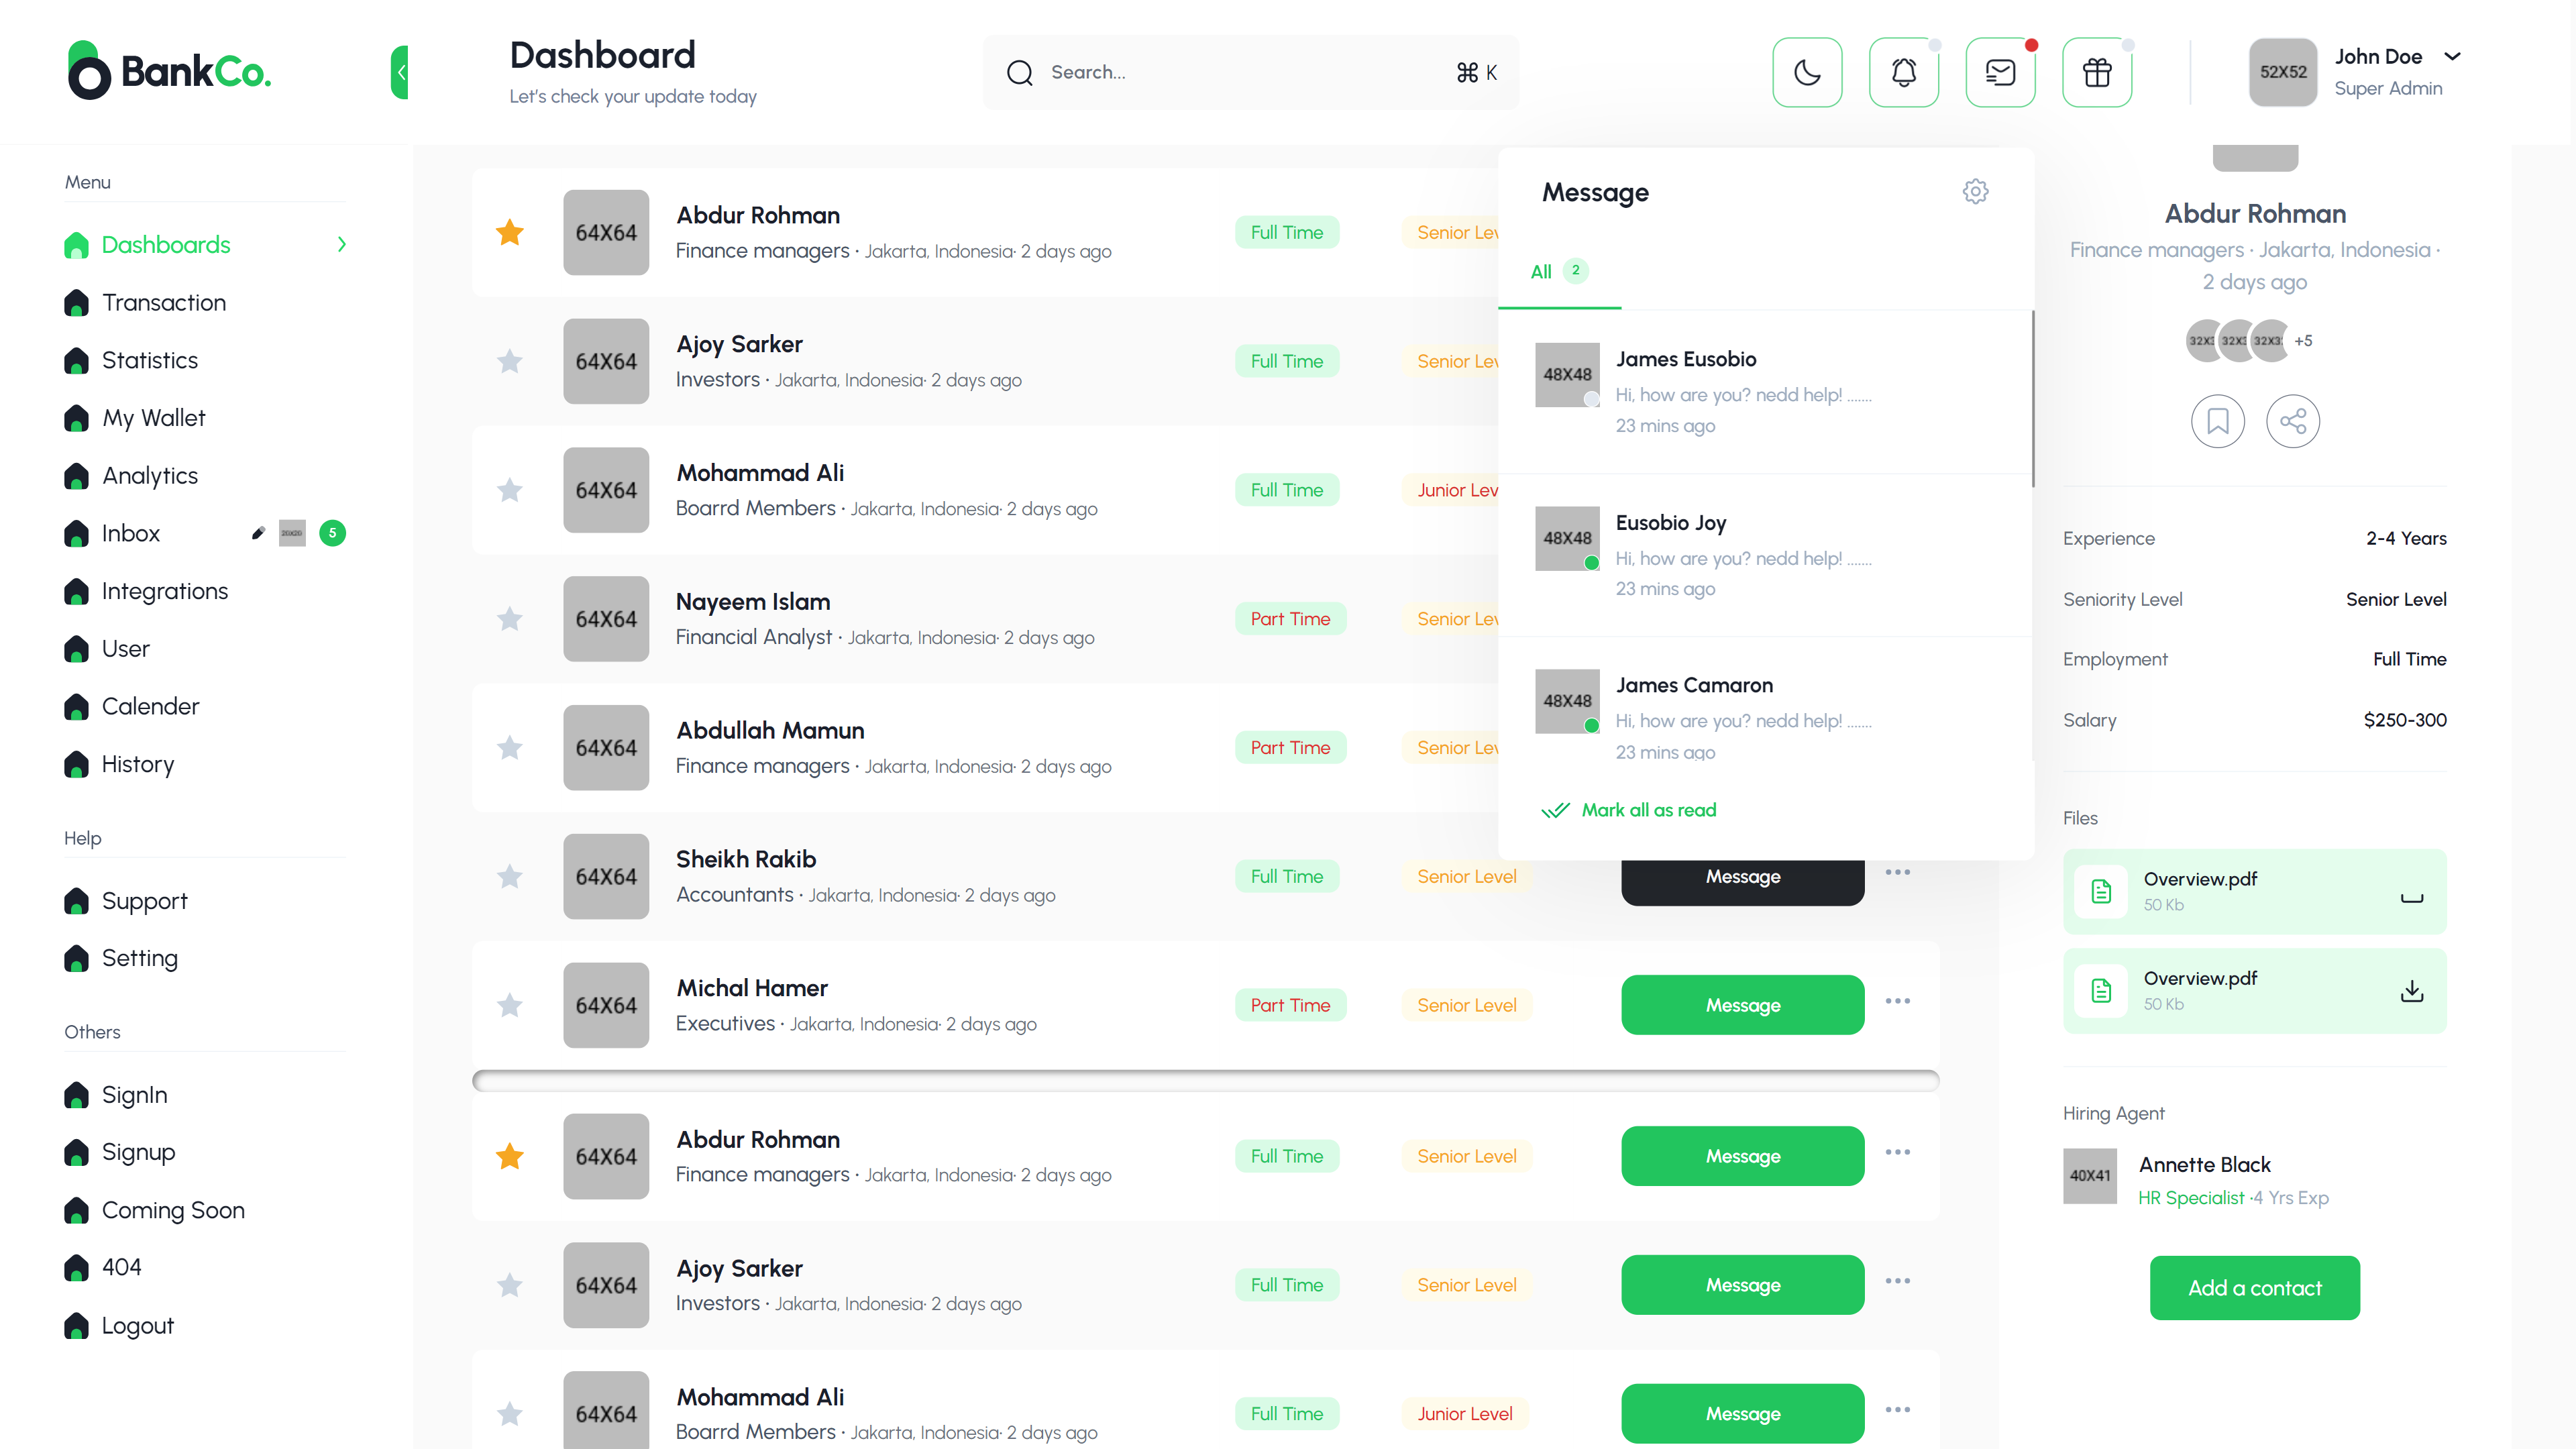 BankCo.
Dashboard
Let's check your update today
Search...
⌘ K
52X52
John Doe
Super Admin
Menu
Dashboards
Transaction
Statistics
My Wallet
Analytics
Inbox
5
Integrations
User
Calender
History
Help
Support
Setting
Others
SignIn
Signup
Coming Soon
404
Logout
64X64
Abdur Rohman
Finance managers · Jakarta, Indonesia· 2 days ago
Full Time
Senior Lev
64X64
Ajoy Sarker
Investors · Jakarta, Indonesia· 2 days ago
Full Time
Senior Lev
64X64
Mohammad Ali
Boarrd Members · Jakarta, Indonesia· 2 days ago
Full Time
Junior Lev
64X64
Nayeem Islam
Financial Analyst · Jakarta, Indonesia· 2 days ago
Part Time
Senior Lev
64X64
Abdullah Mamun
Finance managers · Jakarta, Indonesia· 2 days ago
Part Time
Senior Lev
64X64
Sheikh Rakib
Accountants · Jakarta, Indonesia· 2 days ago
Full Time
Senior Level
Message
64X64
Michal Hamer
Executives · Jakarta, Indonesia· 2 days ago
Part Time
Senior Level
Message
64X64
Abdur Rohman
Finance managers · Jakarta, Indonesia· 2 days ago
Full Time
Senior Level
Message
64X64
Ajoy Sarker
Investors · Jakarta, Indonesia· 2 days ago
Full Time
Senior Level
Message
64X64
Mohammad Ali
Boarrd Members · Jakarta, Indonesia· 2 days ago
Full Time
Junior Level
Message
Message
All 2
48X48
James Eusobio
Hi, how are you? nedd help! .......
23 mins ago
48X48
Eusobio Joy
Hi, how are you? nedd help! .......
23 mins ago
48X48
James Camaron
Hi, how are you? nedd help! .......
23 mins ago
Mark all as read
Abdur Rohman
Finance managers · Jakarta, Indonesia ·
2 days ago
32X3 32X3 32X3 +5
Experience
2-4 Years
Seniority Level
Senior Level
Employment
Full Time
Salary
$250-300
Files
Overview.pdf
50 Kb
Overview.pdf
50 Kb
Hiring Agent
40X41
Annette Black
HR Specialist ·4 Yrs Exp
Add a contact